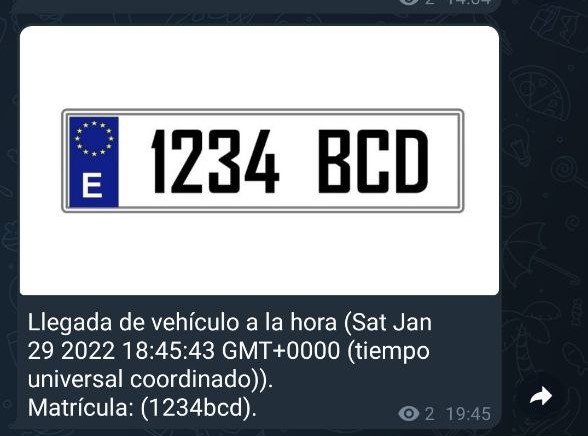 E
1234 BCD
Llegada de vehículo a la hora (Sat Jan
29 2022 18:45:43 GMT+0000 (tiempo
universal coordinado)).
Matrícula: (1234bcd).
2 19:45